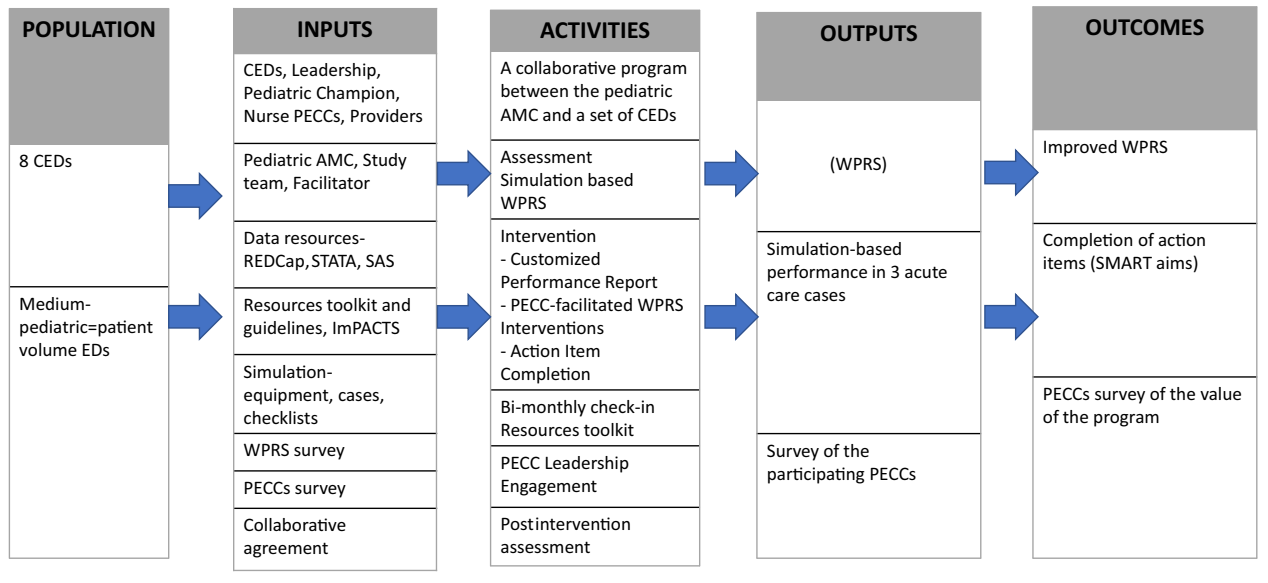 POPULATION
8 CEDs
Medium-
pediatric=patient
volume EDs
INPUTS
CEDs, Leadership,
Pediatric Champion,
Nurse PECCs, Providers
Pediatric AMC, Study
team, Facilitator
Data resources-
REDCap, STATA, SAS
Resources toolkit and
guidelines, ImPACTS
Simulation-
equipment, cases,
checklists
WPRS survey
PECCs survey
Collaborative
agreement
ACTIVITIES
A collaborative program
between the pediatric
AMC and a set of CEDs
Assessment
Simulation based
WPRS
Intervention
- Customized
Performance Report
- PECC-facilitated WPRS
Interventions
- Action Item
Completion
Bi-monthly check-in
Resources toolkit
PECC Leadership
Engagement
Postintervention
assessment
OUTPUTS
(WPRS)
Simulation-based
performance in 3 acute
care cases
Survey of the
participating PECCs
OUTCOMES
Improved WPRS
Completion of action
items (SMART aims)
PECCs survey of the value
of the program